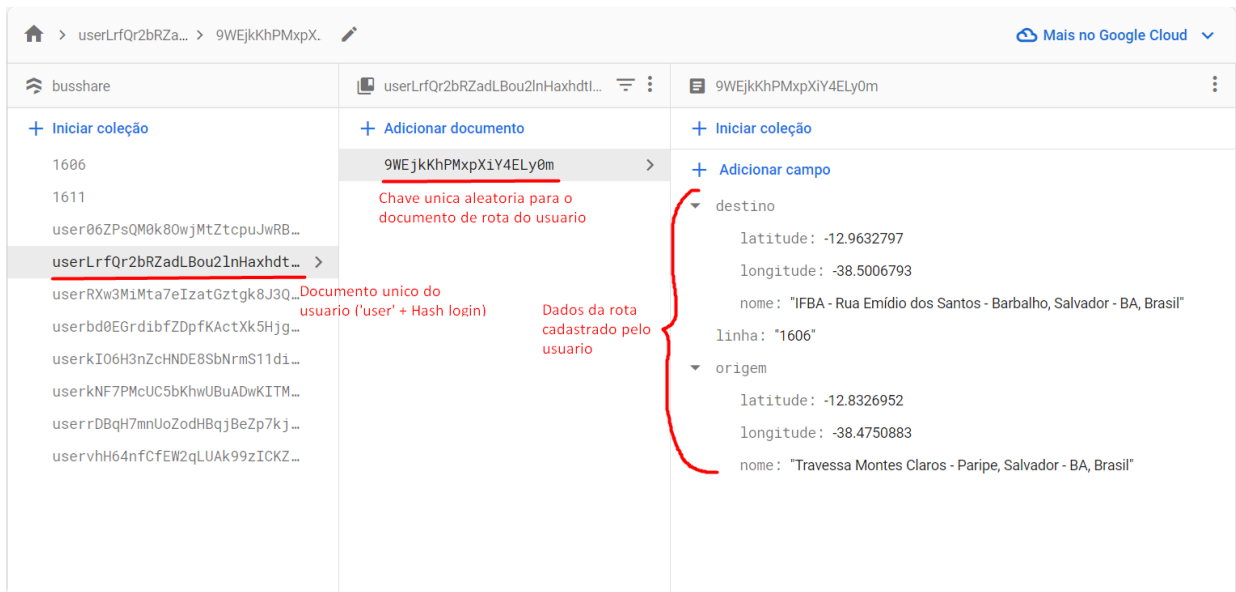 userLrfQr2bRZa… > 9WEjkKhPMxpX..
Mais no Google Cloud
busshare
userLrfQr2bRZadLBou2lnHaxhdtI…
9WEjkKhPMxpXiY4ELy0m
+ Iniciar coleção
+ Adicionar documento
+ Iniciar coleção
1606
1611
user06ZPsQM0k8OwjMtZtcpuJwRB…
userLrfQr2bRZadLBou2lnHaxhdt…
userRXw3MiMta7eIzatGztgk8J3Q…
userbd0EGrdibfZDpfKActXk5Hjg…
userkIO6H3nZcHNDE8SbNrmS11di…
userkNF7PMcUC5bKhwUBuADwKITM…
userrDBqH7mnUoZodHBqjBeZp7kj…
uservhH64nfCfEW2qLUAk99zICKZ…
Documento unico do
usuario ('user' + Hash login)
9WEjkKhPMxpXiY4ELy0m
Chave unica aleatoria para o
documento de rota do usuario
Dados da rota
cadastrado pelo
usuario
+ Adicionar campo
destino
latitude: -12.9632797
longitude: -38.5006793
nome: "IFBA - Rua Emídio dos Santos - Barbalho, Salvador - BA, Brasil"
linha: "1606"
origem
latitude: -12.8326952
longitude: -38.4750883
nome: "Travessa Montes Claros - Paripe, Salvador - BA, Brasil"